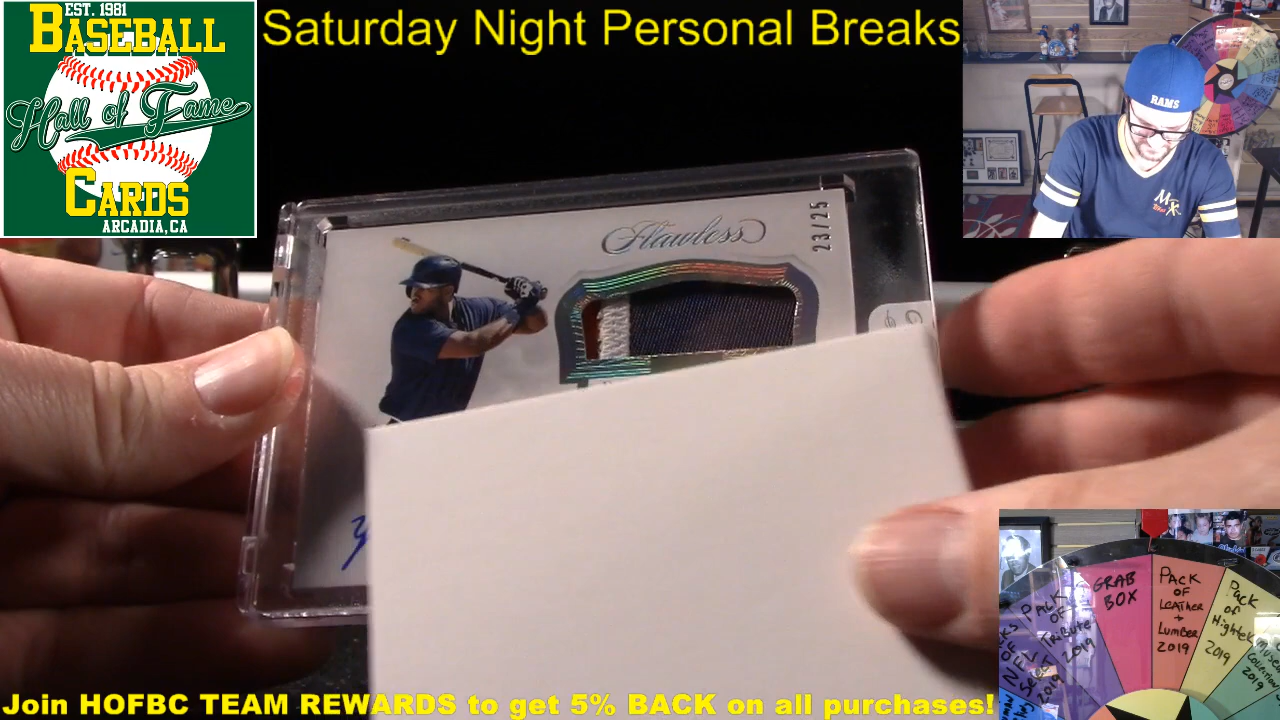 EST. 1981
BASEBALL
Hall of Fame
CARDS
ARCADIA, CA
Saturday Night Personal Breaks
RAMS
Flawless
23/25
GRAB
BOX
PACK
OF
LEATHER
+
LUMBER
2019
PACK
OF
Highlek
2019
PACK
OF
Tribute
2019
Join HOFBC TEAM REWARDS to get 5% BACK on all purchases!